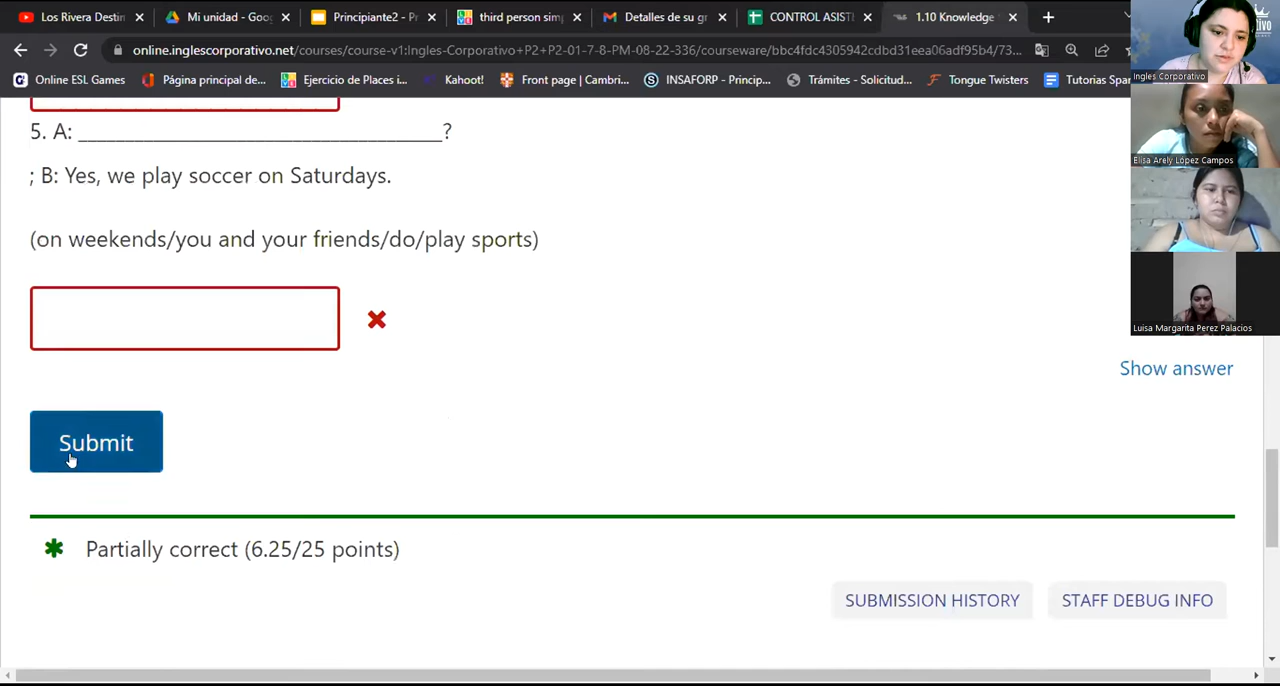 Los Rivera Destin
Mi unidad - Goog
Principiante2 - P
third person sim
Detalles de su gr
CONTROL ASIST
1.10 Knowledge
online.inglescorporativo.net/courses/course-v1:Ingles-Corporativo+P2+P2-01-7-8-PM-08-22-336/courseware/bbc4fdc4305942cdbd31eea06adf95b4/73...
Online ESL Games
Página principal de...
Ejercicio de Places i...
Kahoot!
Front page | Cambri...
INSAFORP - Princip...
Trámites - Solicitud...
Tongue Twisters
Tutorias Spar
Ingles Corporativo
Elisa Arely López Campos
Luisa Margarita Perez Palacios
5. A: __________________________________?
; B: Yes, we play soccer on Saturdays.
(on weekends/you and your friends/do/play sports)
Show answer
Submit
Partially correct (6.25/25 points)
SUBMISSION HISTORY
STAFF DEBUG INFO